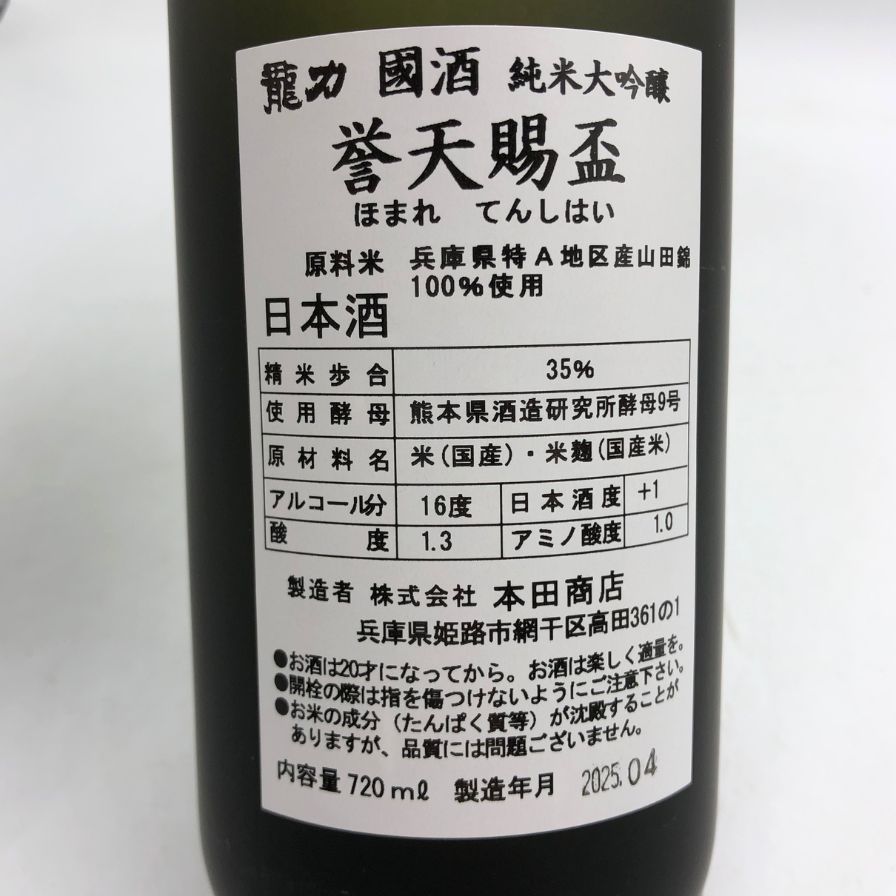 龍力 國酒 純米大吟醸
誉天賜盃
ほまれ てんしはい
原料米 兵庫県特A地区産山田錦
100%使用
日本酒
精米歩合 35%
使用酵母 熊本県酒造研究所酵母9号
原材料名 米(国産)・米麹(国産米)
アルコール分 16度 日本酒度 +1
酸度 1.3 アミノ酸度 1.0
製造者 株式会社 本田商店
兵庫県姫路市網干区高田361の1
●お酒は20才になってから。お酒は楽しく適量を。
●開栓の際は指を傷つけないようにご注意下さい。
●お米の成分(たんぱく質等)が沈殿することが
ありますが、品質には問題ございません。
内容量 720ml 製造年月 2025.04